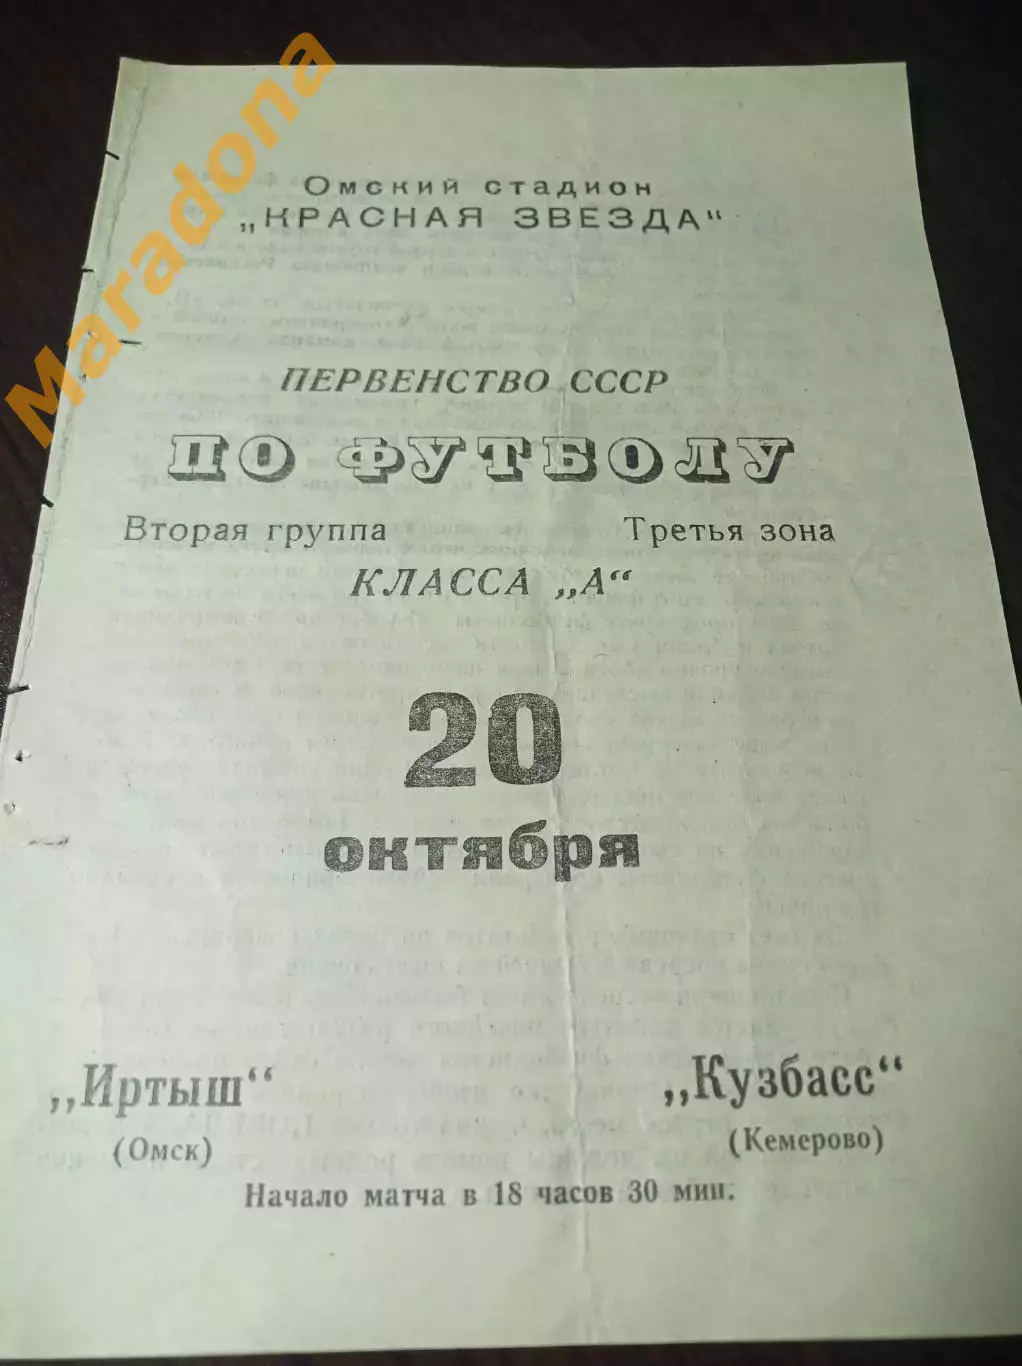 Maradona
Омский стадион
„КРАСНАЯ ЗВЕЗДА"
ПЕРВЕНСТВО СССР
ПО ФУТБОЛУ
Вторая группа Третья зона
КЛАССА „А"
20
октября
„Иртыш" „Кузбасс"
(Омск) (Кемерово)
Начало матча в 18 часов 30 мин.